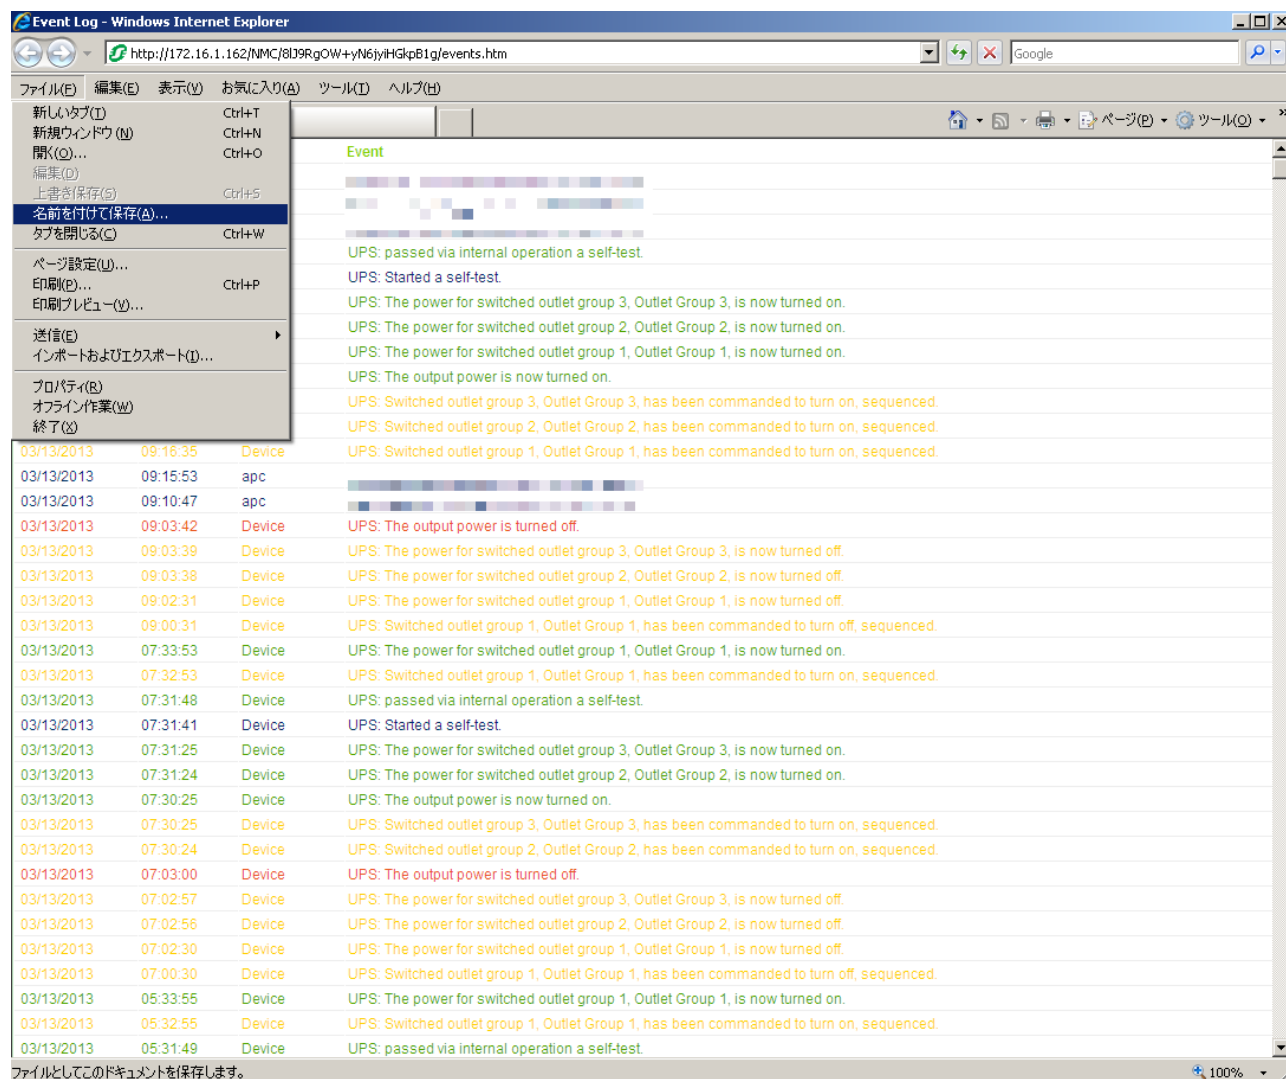 Event Log - Windows Internet Explorer
http://172.16.1.162/NMC/8lJ9RgOW+yN6jyiHGkpB1g/events.htm
Google
ファイル(F) 編集(E) 表示(V) お気に入り(A) ツール(T) ヘルプ(H)
新しいタブ(T) Ctrl+T
ページ(P) ツール(O) »
新規ウィンドウ(N) Ctrl+N
開く(O)... Ctrl+O
Event
編集(D)
上書き保存(S) Ctrl+S
名前を付けて保存(A)...
タブを閉じる(C) Ctrl+W
UPS: passed via internal operation a self-test.
ページ設定(U)...
UPS: Started a self-test.
印刷(P)... Ctrl+P
印刷プレビュー(V)...
UPS: The power for switched outlet group 3, Outlet Group 3, is now turned on.
UPS: The power for switched outlet group 2, Outlet Group 2, is now turned on.
送信(E)
インポートおよびエクスポート(I)...
UPS: The power for switched outlet group 1, Outlet Group 1, is now turned on.
UPS: The output power is now turned on.
プロパティ(R)
オフライン作業(W)
UPS: Switched outlet group 3, Outlet Group 3, has been commanded to turn on, sequenced.
終了(X)
UPS: Switched outlet group 2, Outlet Group 2, has been commanded to turn on, sequenced.
03/13/2013 09:16:35 Device UPS: Switched outlet group 1, Outlet Group 1, has been commanded to turn on, sequenced.
03/13/2013 09:15:53 apc
03/13/2013 09:10:47 apc
03/13/2013 09:03:42 Device UPS: The output power is turned off.
03/13/2013 09:03:39 Device UPS: The power for switched outlet group 3, Outlet Group 3, is now turned off.
03/13/2013 09:03:38 Device UPS: The power for switched outlet group 2, Outlet Group 2, is now turned off.
03/13/2013 09:02:31 Device UPS: The power for switched outlet group 1, Outlet Group 1, is now turned off.
03/13/2013 09:00:31 Device UPS: Switched outlet group 1, Outlet Group 1, has been commanded to turn off, sequenced.
03/13/2013 07:33:53 Device UPS: The power for switched outlet group 1, Outlet Group 1, is now turned on.
03/13/2013 07:32:53 Device UPS: Switched outlet group 1, Outlet Group 1, has been commanded to turn on, sequenced.
03/13/2013 07:31:48 Device UPS: passed via internal operation a self-test.
03/13/2013 07:31:41 Device UPS: Started a self-test.
03/13/2013 07:31:25 Device UPS: The power for switched outlet group 3, Outlet Group 3, is now turned on.
03/13/2013 07:31:24 Device UPS: The power for switched outlet group 2, Outlet Group 2, is now turned on.
03/13/2013 07:30:25 Device UPS: The output power is now turned on.
03/13/2013 07:30:25 Device UPS: Switched outlet group 3, Outlet Group 3, has been commanded to turn on, sequenced.
03/13/2013 07:30:24 Device UPS: Switched outlet group 2, Outlet Group 2, has been commanded to turn on, sequenced.
03/13/2013 07:03:00 Device UPS: The output power is turned off.
03/13/2013 07:02:57 Device UPS: The power for switched outlet group 3, Outlet Group 3, is now turned off.
03/13/2013 07:02:56 Device UPS: The power for switched outlet group 2, Outlet Group 2, is now turned off.
03/13/2013 07:02:30 Device UPS: The power for switched outlet group 1, Outlet Group 1, is now turned off.
03/13/2013 07:00:30 Device UPS: Switched outlet group 1, Outlet Group 1, has been commanded to turn off, sequenced.
03/13/2013 05:33:55 Device UPS: The power for switched outlet group 1, Outlet Group 1, is now turned on.
03/13/2013 05:32:55 Device UPS: Switched outlet group 1, Outlet Group 1, has been commanded to turn on, sequenced.
03/13/2013 05:31:49 Device UPS: passed via internal operation a self-test.
ファイルとしてこのドキュメントを保存します。 100%